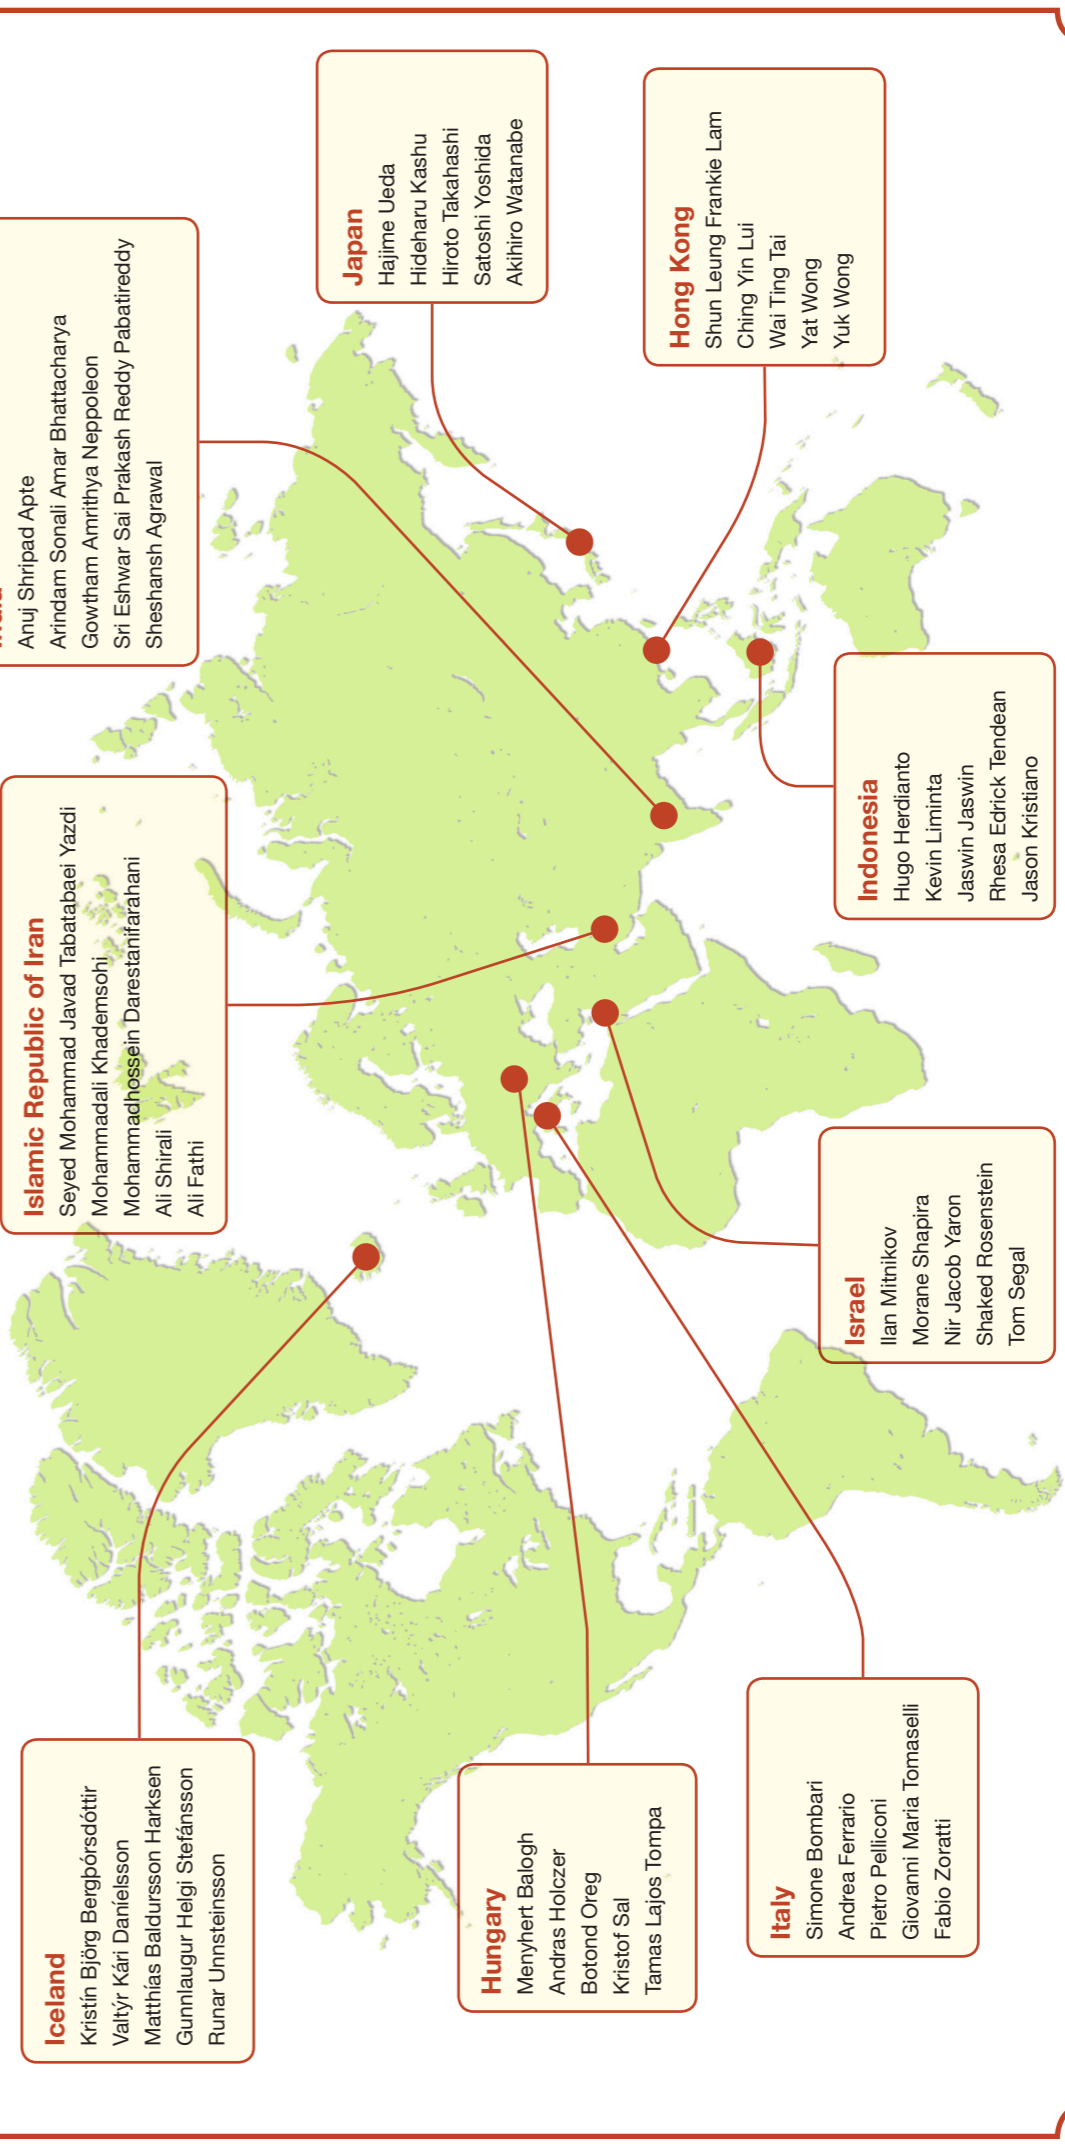 Iceland
Kristín Björg Bergþórsdóttir
Valtýr Kári Daníelsson
Matthías Baldursson Harksen
Gunnlaugur Helgi Stefánsson
Runar Unnsteinsson
Islamic Republic of Iran
Seyed Mohammad Javad Tabatabaei Yazdi
Mohammadali Khademsohi
Mohammadhossein Darestanifarahani
Ali Shirali
Ali Fathi
Anuj Shripad Apte
Arindam Sonali Amar Bhattacharya
Gowtham Amrithya Neppoleon
Sri Eshwar Sai Prakash Reddy Pabatireddy
Sheshansh Agrawal
Japan
Hajime Ueda
Hideharu Kashu
Hiroto Takahashi
Satoshi Yoshida
Akihiro Watanabe
Hungary
Menyhert Balogh
Andras Holczer
Botond Oreg
Kristof Sal
Tamas Lajos Tompa
Hong Kong
Shun Leung Frankie Lam
Ching Yin Lui
Wai Ting Tai
Yat Wong
Yuk Wong
Italy
Simone Bombari
Andrea Ferrario
Pietro Pelliconi
Giovanni Maria Tomaselli
Fabio Zoratti
Israel
Ilan Mitnikov
Morane Shapira
Nir Jacob Yaron
Shaked Rosenstein
Tom Segal
Indonesia
Hugo Herdianto
Kevin Liminta
Jaswin Jaswin
Rhesa Edrick Tendean
Jason Kristiano